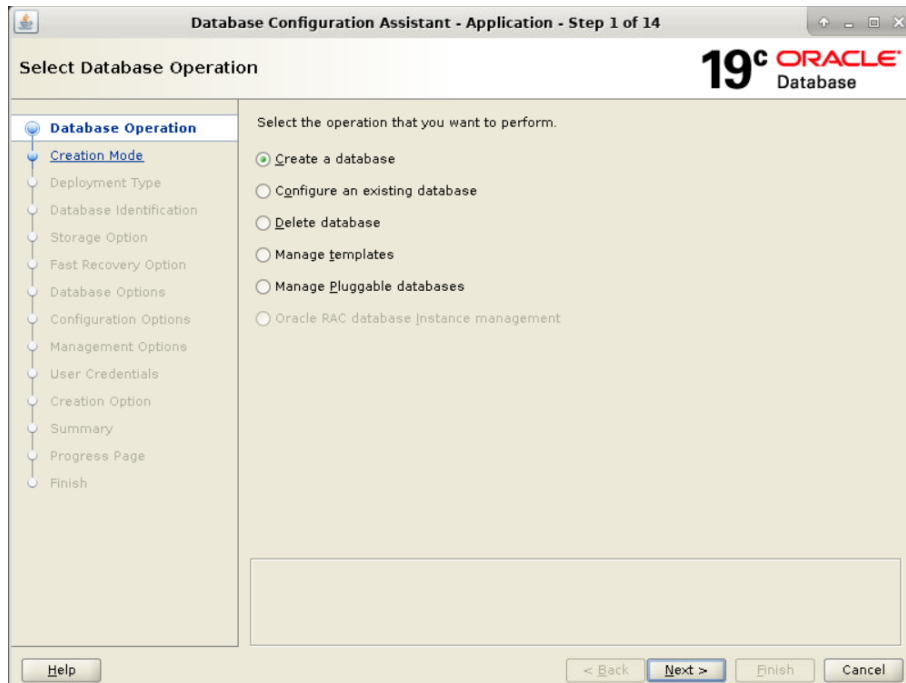 Database Configuration Assistant - Application - Step 1 of 14
Select Database Operation
19c ORACLE
Database
Database Operation
Creation Mode
Deployment Type
Database Identification
Storage Option
Fast Recovery Option
Database Options
Configuration Options
Management Options
User Credentials
Creation Option
Summary
Progress Page
Finish
Select the operation that you want to perform.
Create a database
Configure an existing database
Delete database
Manage templates
Manage Pluggable databases
Oracle RAC database Instance management
Help
< Back
Next >
Finish
Cancel